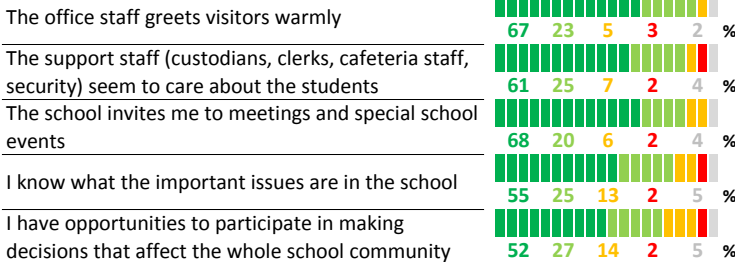 The office staff greets visitors warmly
67 23 5 3 2 %
The support staff (custodians, clerks, cafeteria staff,
security) seem to care about the students
61 25 7 2 4 %
The school invites me to meetings and special school
events
68 20 6 2 4 %
I know what the important issues are in the school
55 25 13 2 5 %
I have opportunities to participate in making
decisions that affect the whole school community
52 27 14 2 5 %